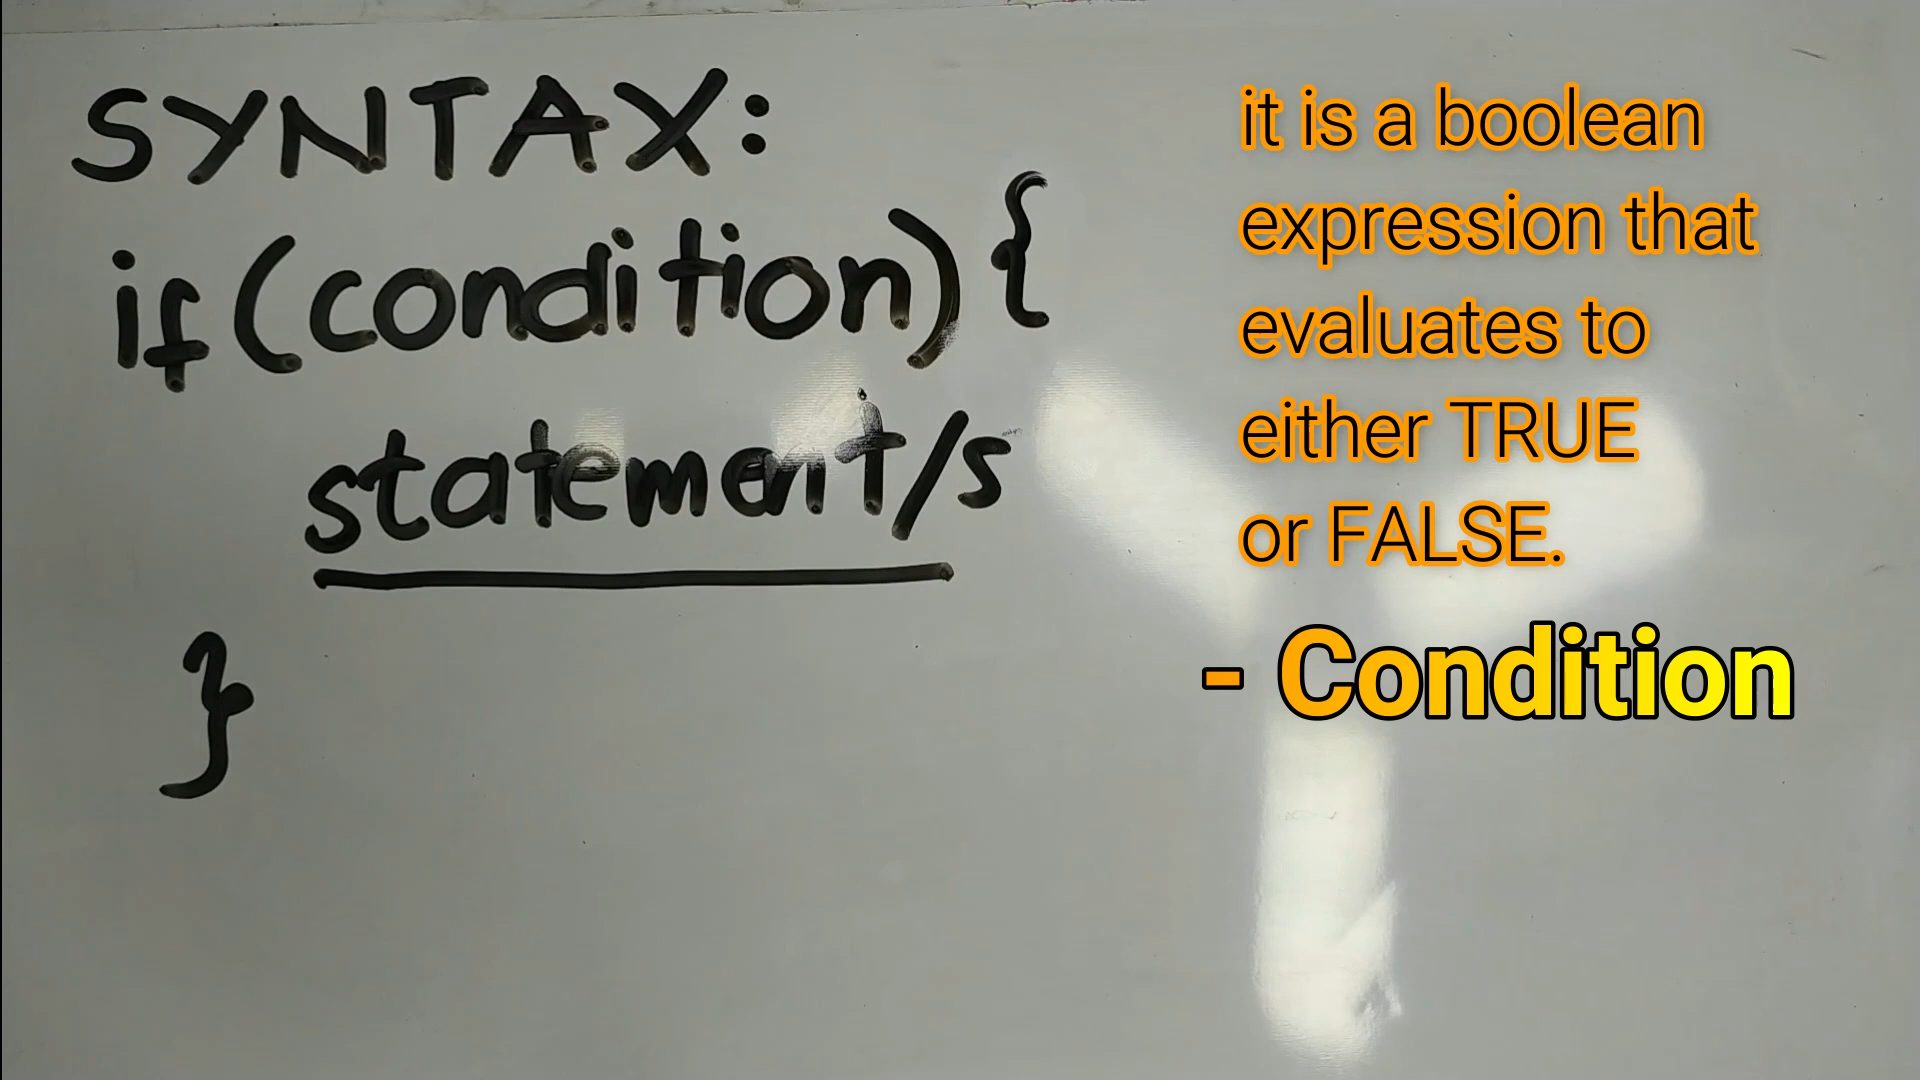 SYNTAX:
if (condition) {
statement/s
}
it is a boolean
expression that
evaluates to
either TRUE
or FALSE.
- Condition